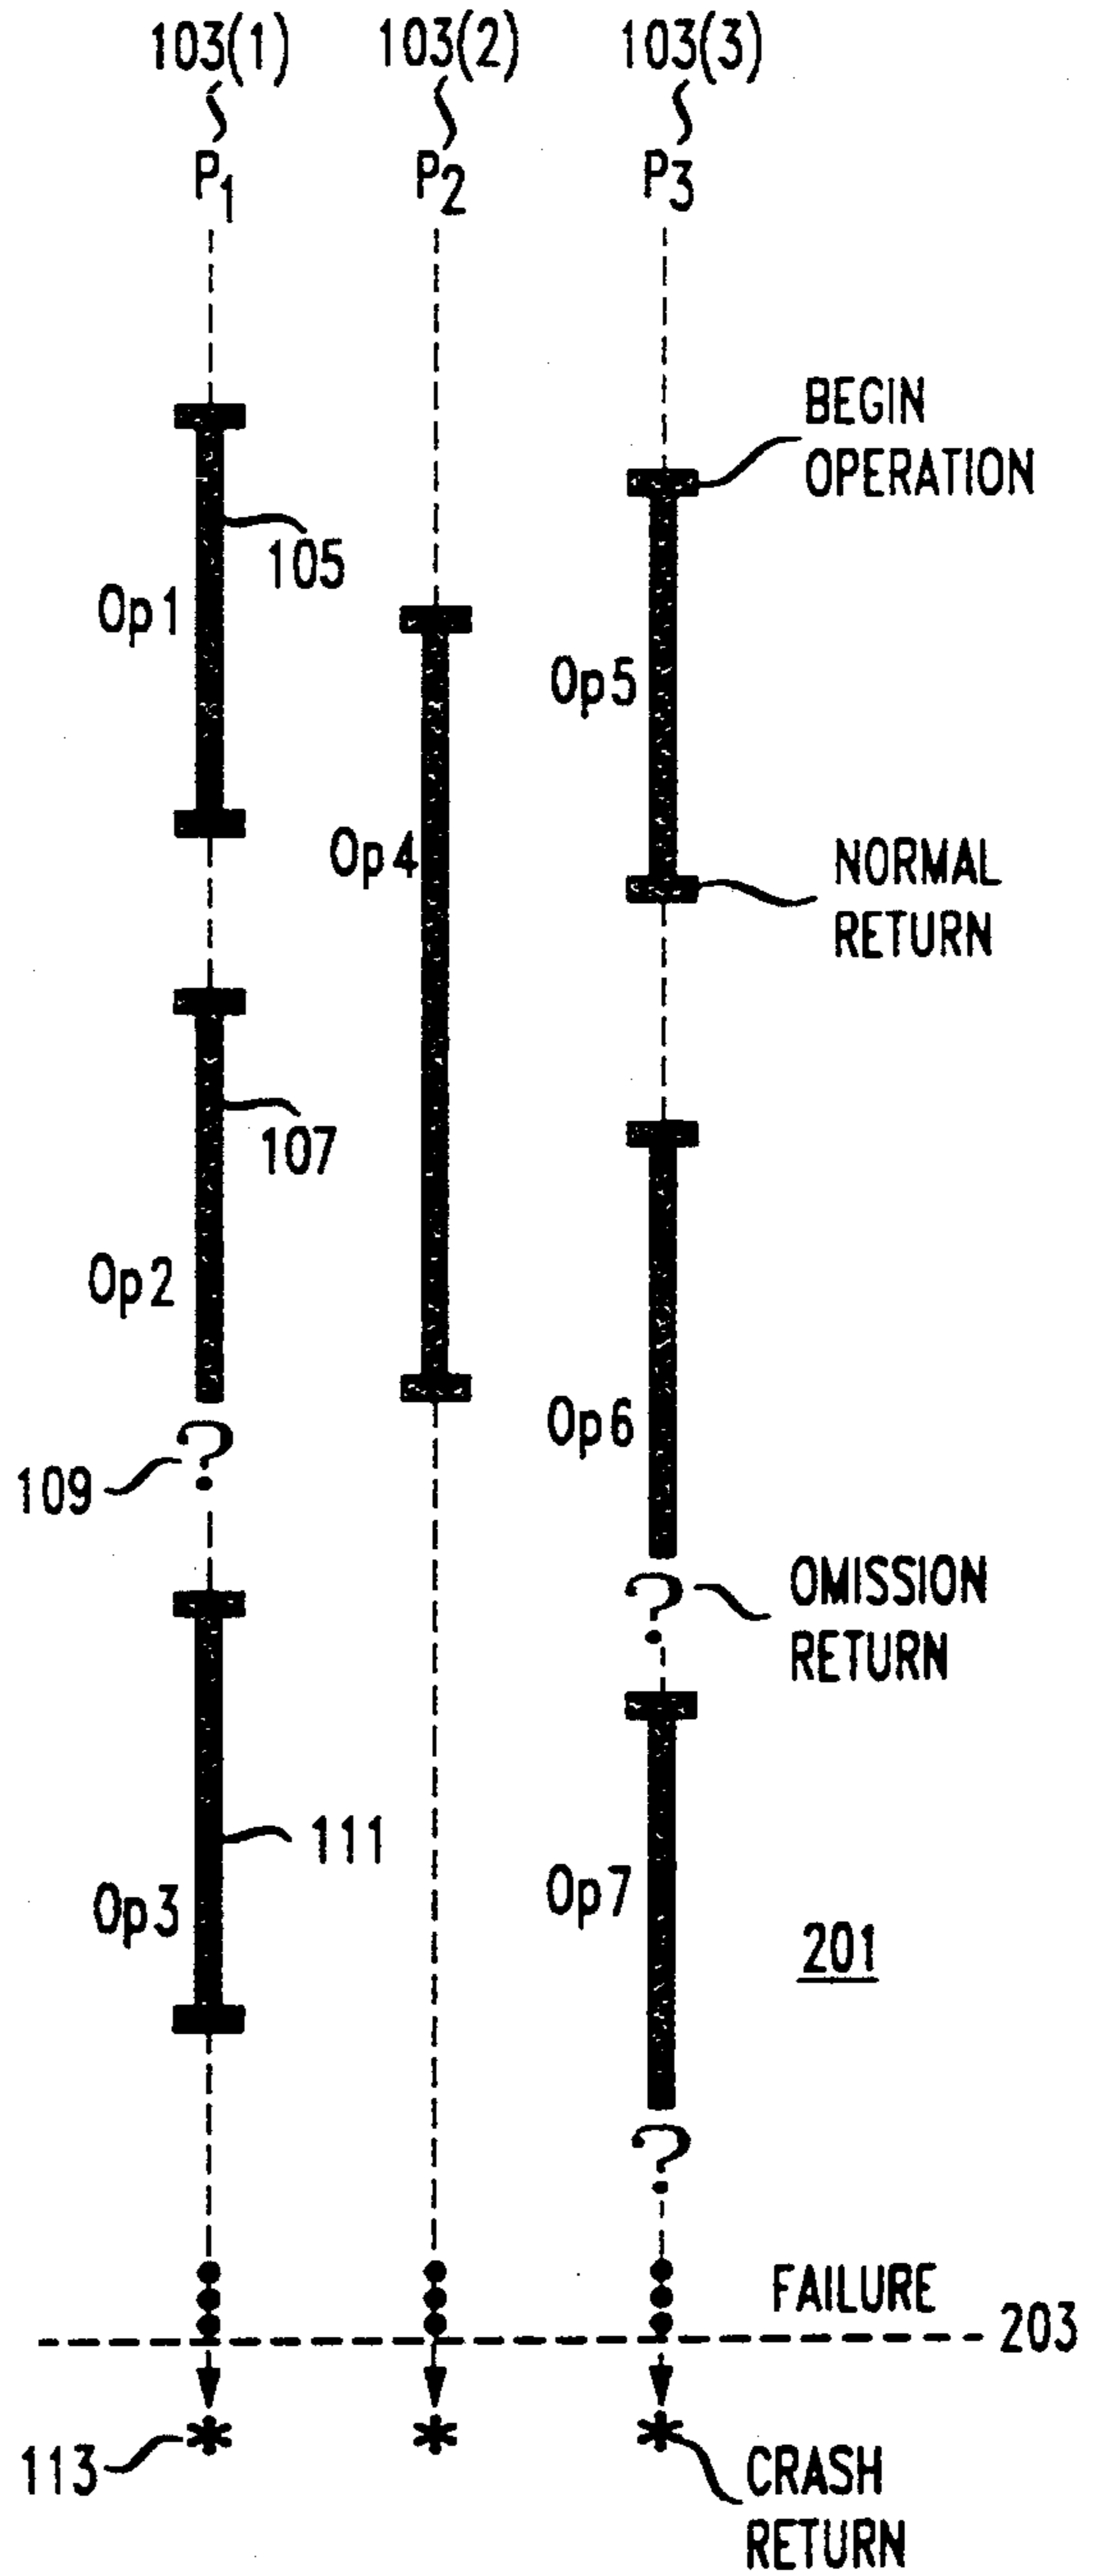 103(1) 103(2) 103(3)
P1 P2 P3
BEGIN
OPERATION
105
Op1
Op5
Op4
NORMAL
RETURN
107
Op2
Op6
?
109
OMISSION
RETURN
?
111
Op3
Op7
201
?
FAILURE
203
* * *
113
CRASH
RETURN